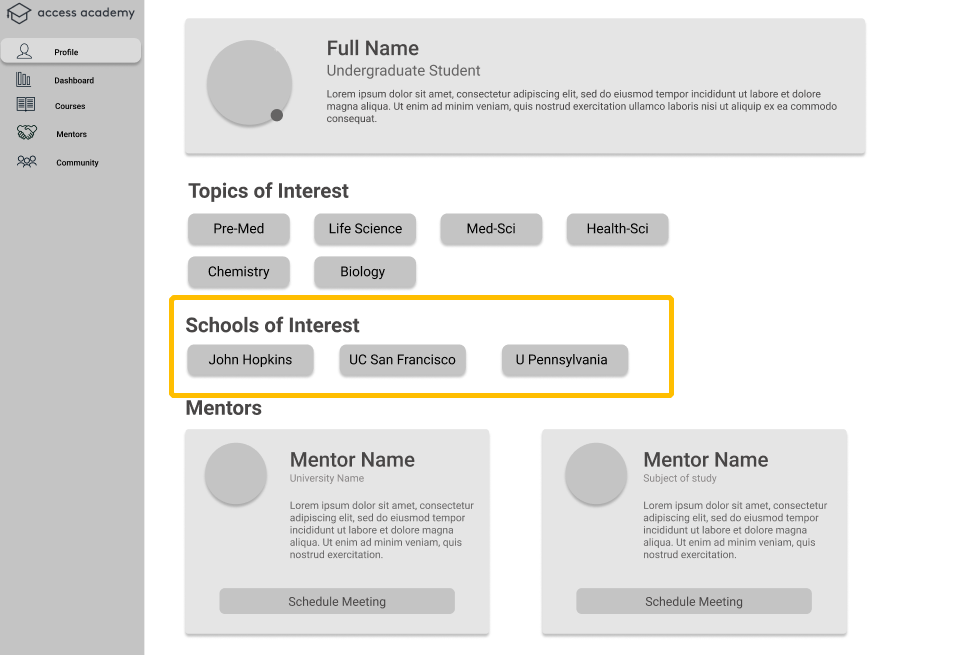 access academy
Profile
Dashboard
Courses
Mentors
Community
Full Name
Undergraduate Student
Lorem ipsum dolor sit amet, consectetur adipiscing elit, sed do eiusmod tempor incididunt ut labore et dolore
magna aliqua. Ut enim ad minim veniam, quis nostrud exercitation ullamco laboris nisi ut aliquip ex ea commodo
consequat.
Topics of Interest
Pre-Med
Life Science
Med-Sci
Health-Sci
Chemistry
Biology
Schools of Interest
John Hopkins
UC San Francisco
U Pennsylvania
Mentors
Mentor Name
University Name
Lorem ipsum dolor sit amet, consectetur
adipiscing elit, sed do eiusmod tempor
incididunt ut labore et dolore magna
aliqua. Ut enim ad minim veniam, quis
nostrud exercitation.
Schedule Meeting
Mentor Name
Subject of study
Lorem ipsum dolor sit amet, consectetur
adipiscing elit, sed do eiusmod tempor
incididunt ut labore et dolore magna
aliqua. Ut enim ad minim veniam, quis
nostrud exercitation.
Schedule Meeting